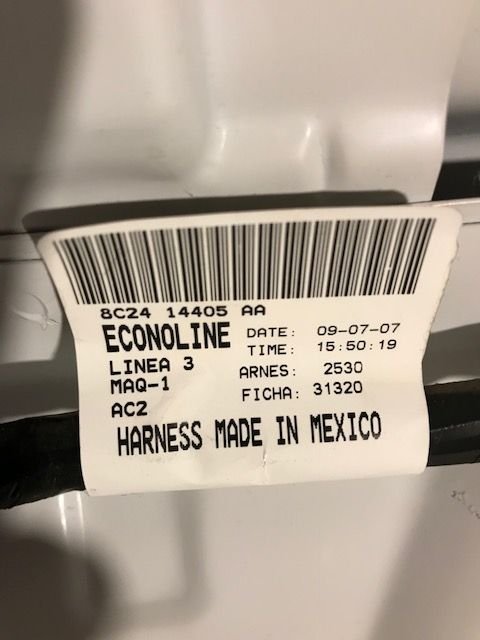 8C24 14405 AA
ECONOLINE
LINEA 3
MAQ-1
AC2
DATE: 09-07-07
TIME: 15:50:19
ARNES: 2530
FICHA: 31320
HARNESS MADE IN MEXICO